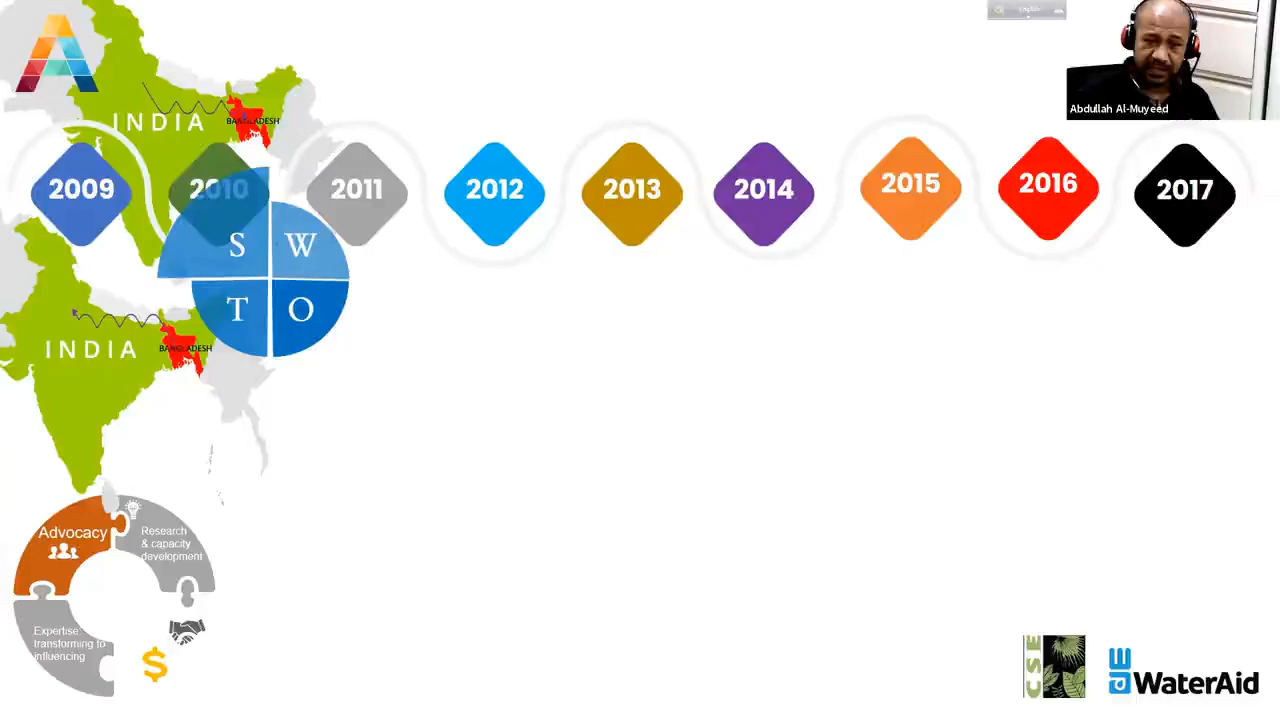 English
Abdullah Al-Muyeed
INDIA
BANGLADESH
2009
2010
2011
2012
2013
2014
2015
2016
2017
S W
T O
INDIA
BANGLADESH
Advocacy
Research
& capacity
development
Expertise:
transforming to
influencing
$
CSE
WaterAid